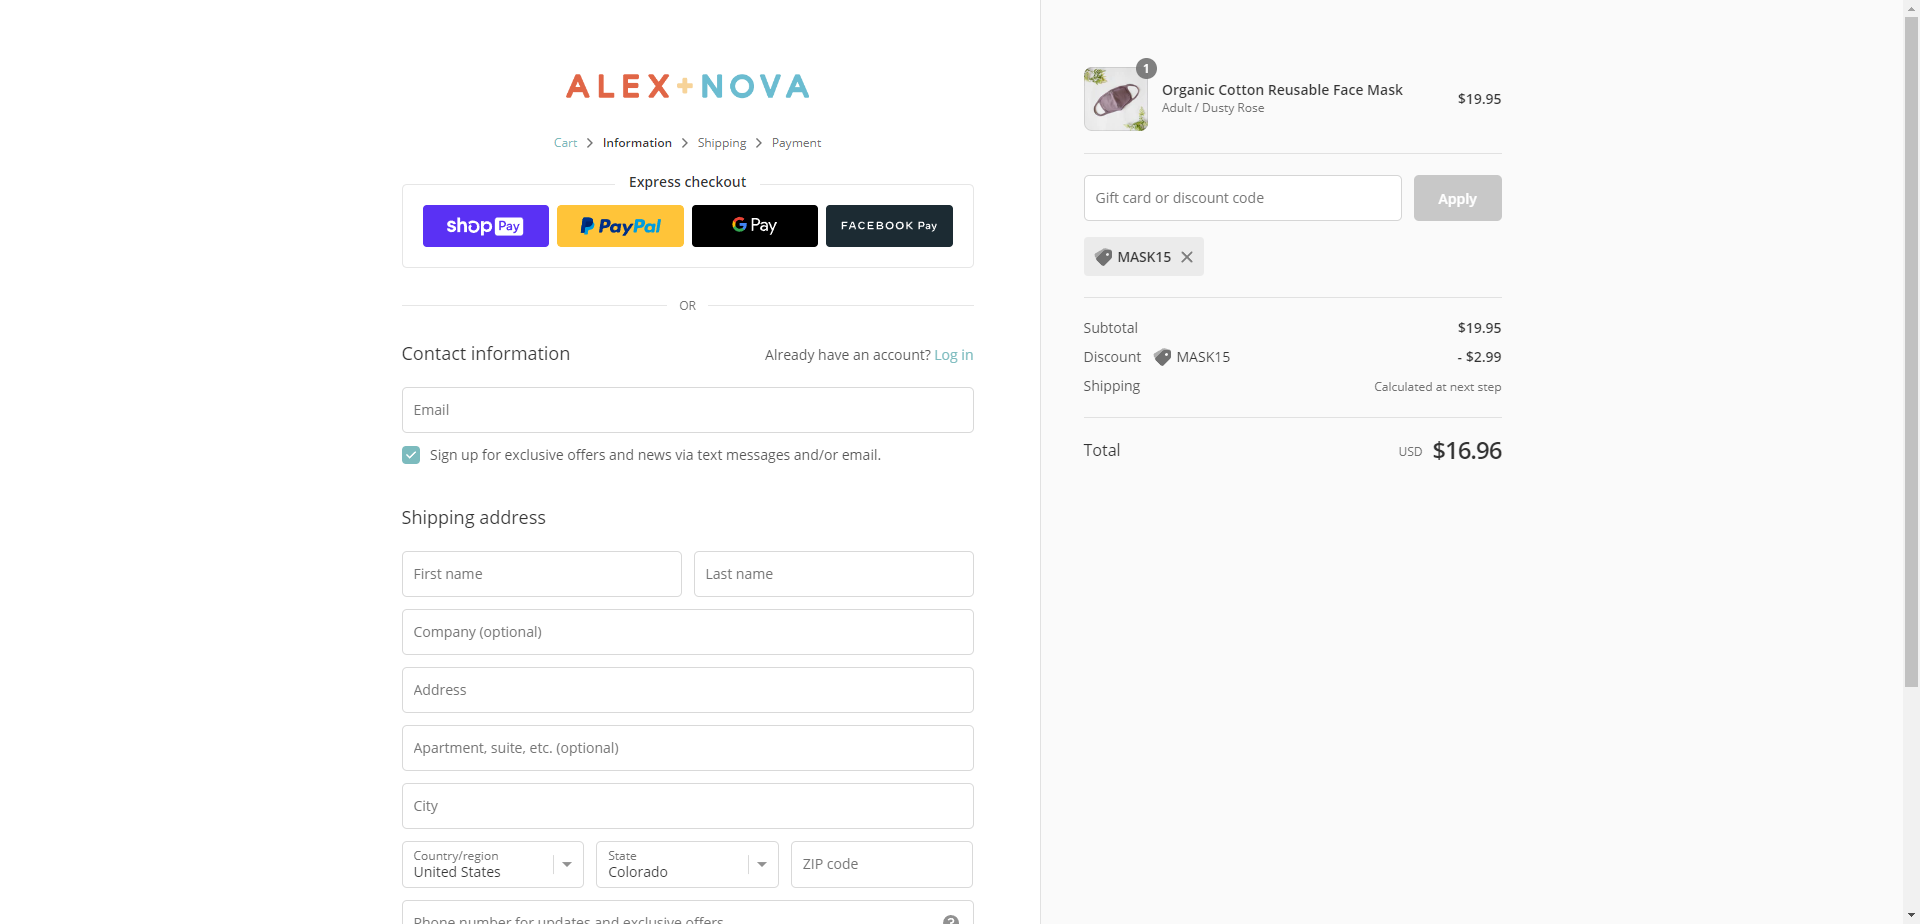 ALEX+NOVA
Cart > Information > Shipping > Payment
Express checkout
shop Pay
PayPal
G Pay
FACEBOOK Pay
OR
Contact information
Already have an account? Log in
Email
Sign up for exclusive offers and news via text messages and/or email.
Shipping address
First name
Last name
Company (optional)
Address
Apartment, suite, etc. (optional)
City
Country/region
United States
State
Colorado
ZIP code
Phone number for updates and exclusive offers
?
1
Organic Cotton Reusable Face Mask
Adult / Dusty Rose
$19.95
Gift card or discount code
Apply
MASK15
Subtotal $19.95
Discount MASK15 - $2.99
Shipping Calculated at next step
Total USD $16.96